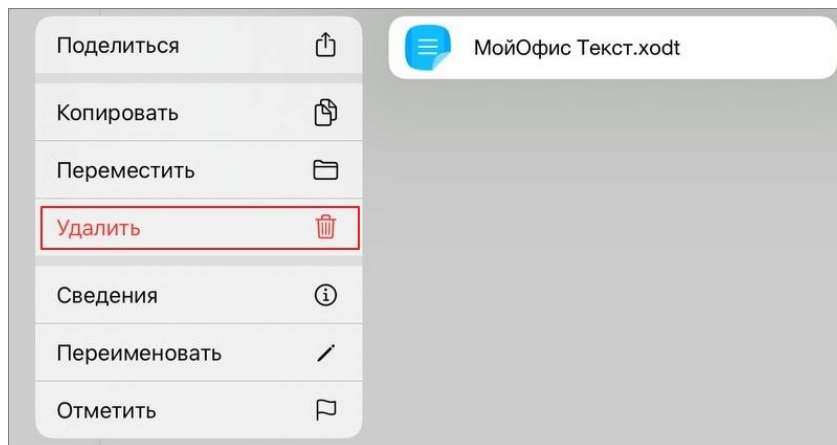 Поделиться
МойОфис Текст.xodt
Копировать
Переместить
Удалить
Сведения
Переименовать
Отметить